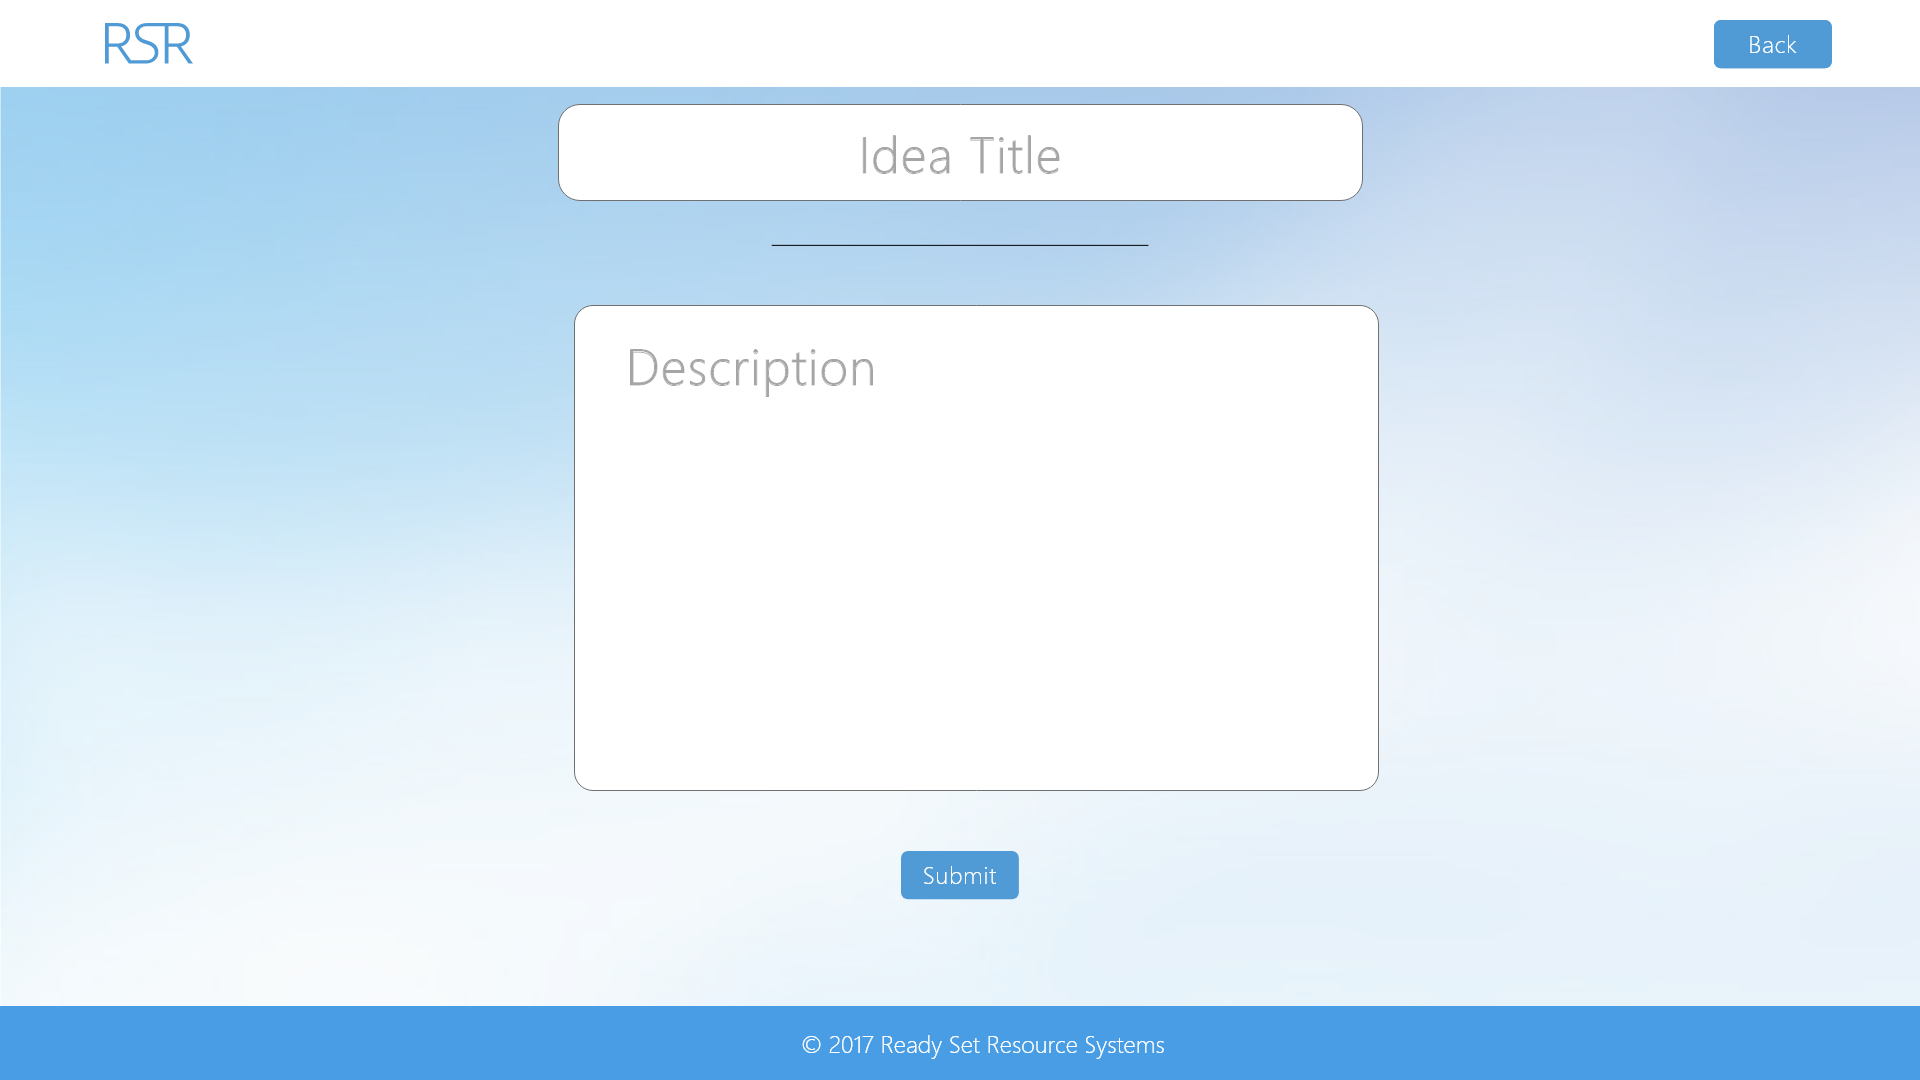 RSR
Back
Idea Title
Description
Submit
© 2017 Ready Set Resource Systems